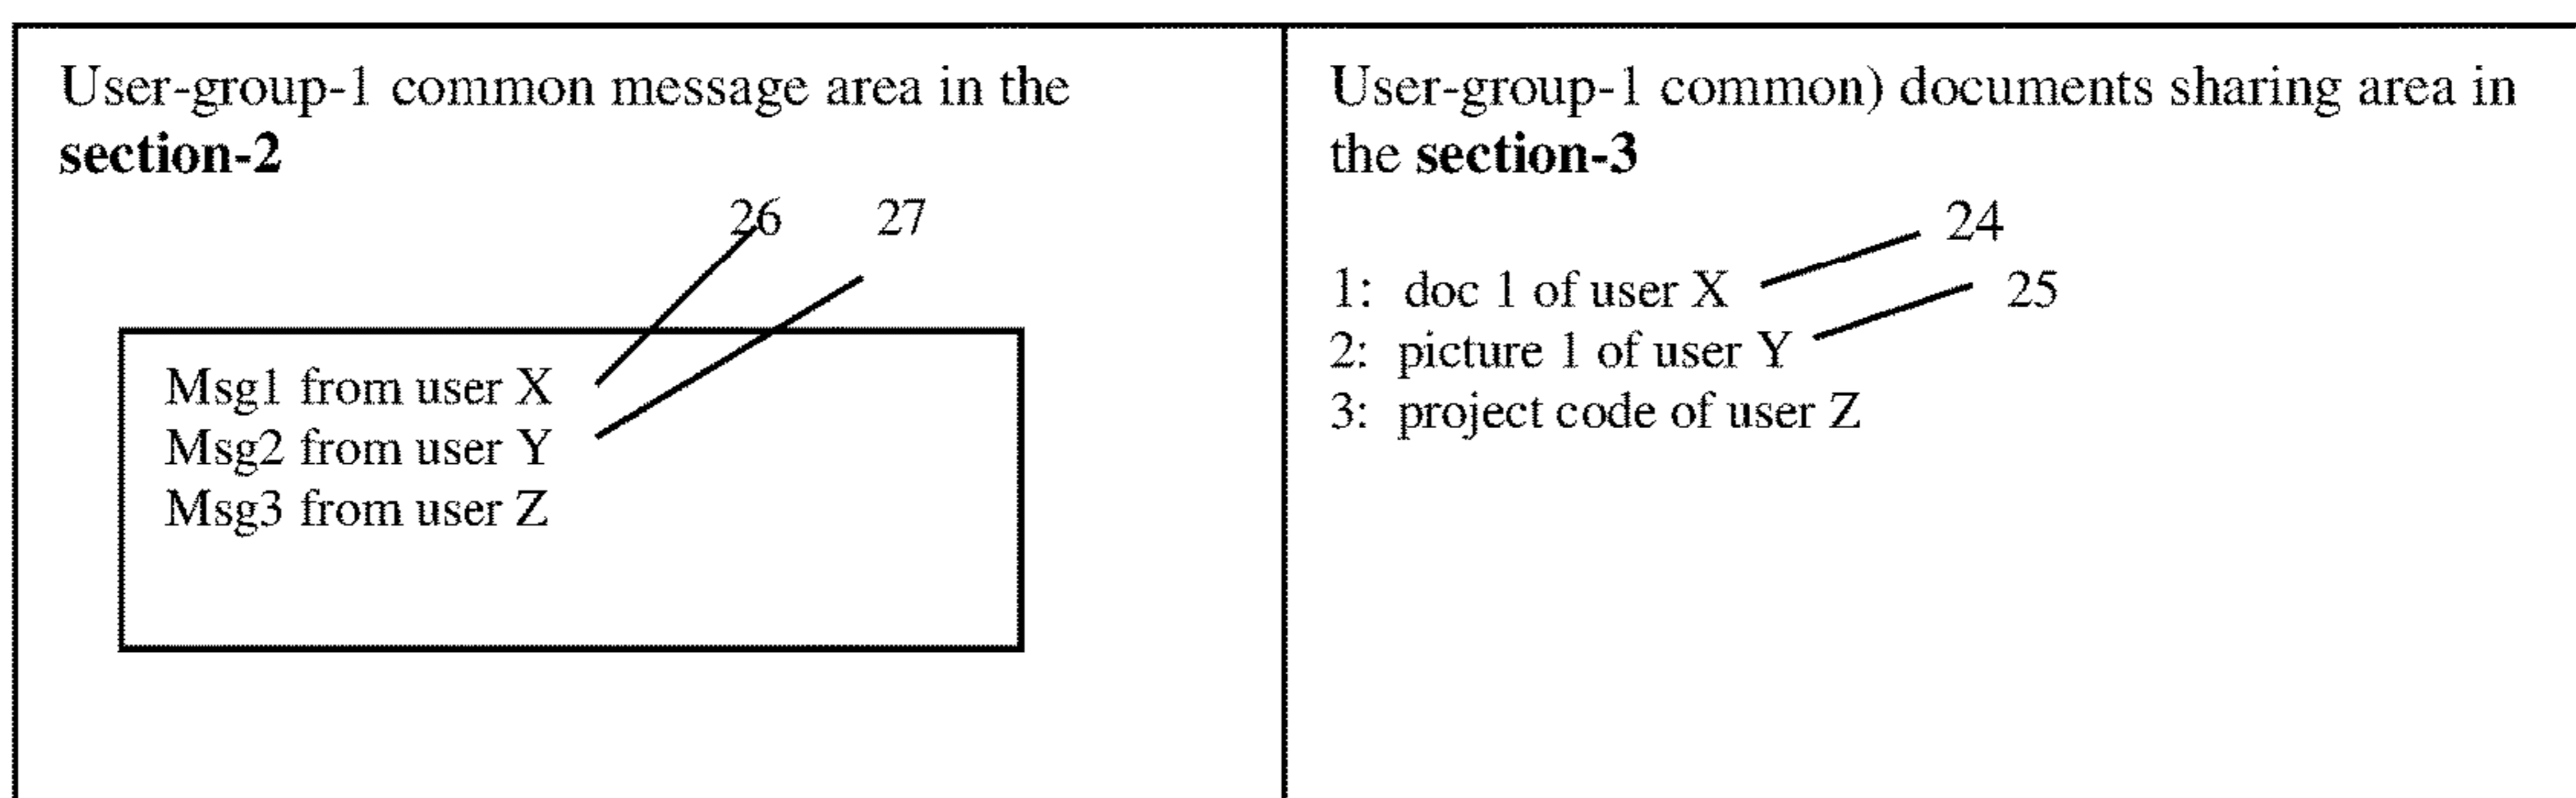 User-group-1 common message area in the
section-2
26 27
Msg1 from user X
Msg2 from user Y
Msg3 from user Z
User-group-1 common) documents sharing area in
the section-3
24
1: doc 1 of user X
25
2: picture 1 of user Y
3: project code of user Z